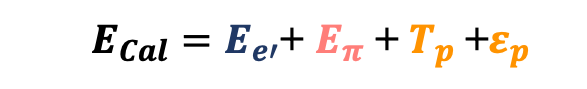 E_Cal = E_e′ + E_π + T_p + ε_p